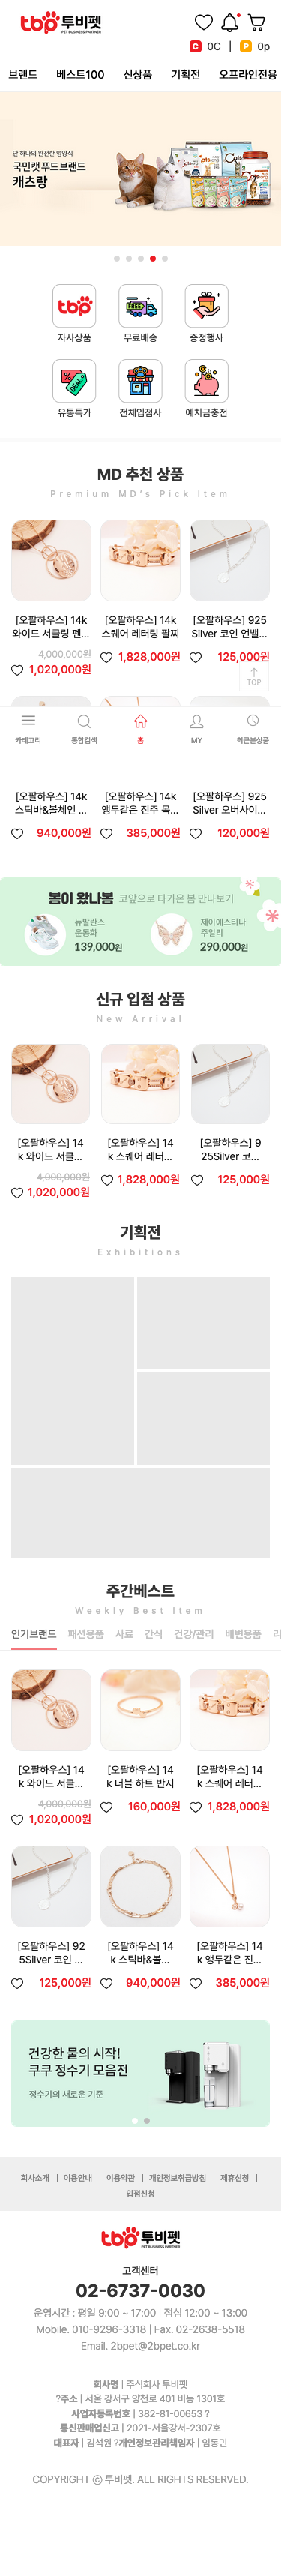 tbp 투비펫
PET BUSINESS PARTNER
C 0C | P 0p
브랜드 베스트100 신상품 기획전 오프라인전용
단 하나의 완전한 영양식
국민캣푸드브랜드
캐츠랑
tbp
자사상품 무료배송 증정행사
SALE DEAL
유통특가 전체입점사 예치금충전
MD 추천 상품
Premium MD's Pick Item
[오팔하우스] 14k
와이드 서클링 펜...
4,000,000원
1,020,000원
[오팔하우스] 14k
스퀘어 레터링 팔찌
1,828,000원
[오팔하우스] 925
Silver 코인 언밸...
125,000원
TOP
카테고리 통합검색 홈 MY 최근본상품
[오팔하우스] 14k
스틱바&볼체인 ...
940,000원
[오팔하우스] 14k
앵두같은 진주 목...
385,000원
[오팔하우스] 925
Silver 오버사이...
120,000원
봄이 왔나봄 코앞으로 다가온 봄 만나보기
뉴발란스
운동화
139,000원
제이에스티나
주얼리
290,000원
신규 입점 상품
New Arrival
[오팔하우스] 14
k 와이드 서클...
4,000,000원
1,020,000원
[오팔하우스] 14
k 스퀘어 레터...
1,828,000원
[오팔하우스] 9
25Silver 코...
125,000원
기획전
Exhibitions
주간베스트
Weekly Best Item
인기브랜드 패션용품 사료 간식 건강/관리 배변용품 리
[오팔하우스] 14
k 와이드 서클...
4,000,000원
1,020,000원
[오팔하우스] 14
k 더블 하트 반지
160,000원
[오팔하우스] 14
k 스퀘어 레터...
1,828,000원
[오팔하우스] 92
5Silver 코인 ...
125,000원
[오팔하우스] 14
k 스틱바&볼...
940,000원
[오팔하우스] 14
k 앵두같은 진...
385,000원
건강한 물의 시작!
쿠쿠 정수기 모음전
정수기의 새로운 기준
회사소개 | 이용안내 | 이용약관 | 개인정보취급방침 | 제휴신청 |
입점신청
tbp 투비펫
PET BUSINESS PARTNER
고객센터
02-6737-0030
운영시간 : 평일 9:00 ~ 17:00 | 점심 12:00 ~ 13:00
Mobile. 010-9296-3318 | Fax. 02-2638-5518
Email. 2bpet@2bpet.co.kr
회사명 | 주식회사 투비펫
?주소 | 서울 강서구 양천로 401 비동 1301호
사업자등록번호 | 382-81-00653 ?
통신판매업신고 | 2021-서울강서-2307호
대표자 | 김석원 ?개인정보관리책임자 | 임동민
COPYRIGHT ⓒ 투비펫. ALL RIGHTS RESERVED.